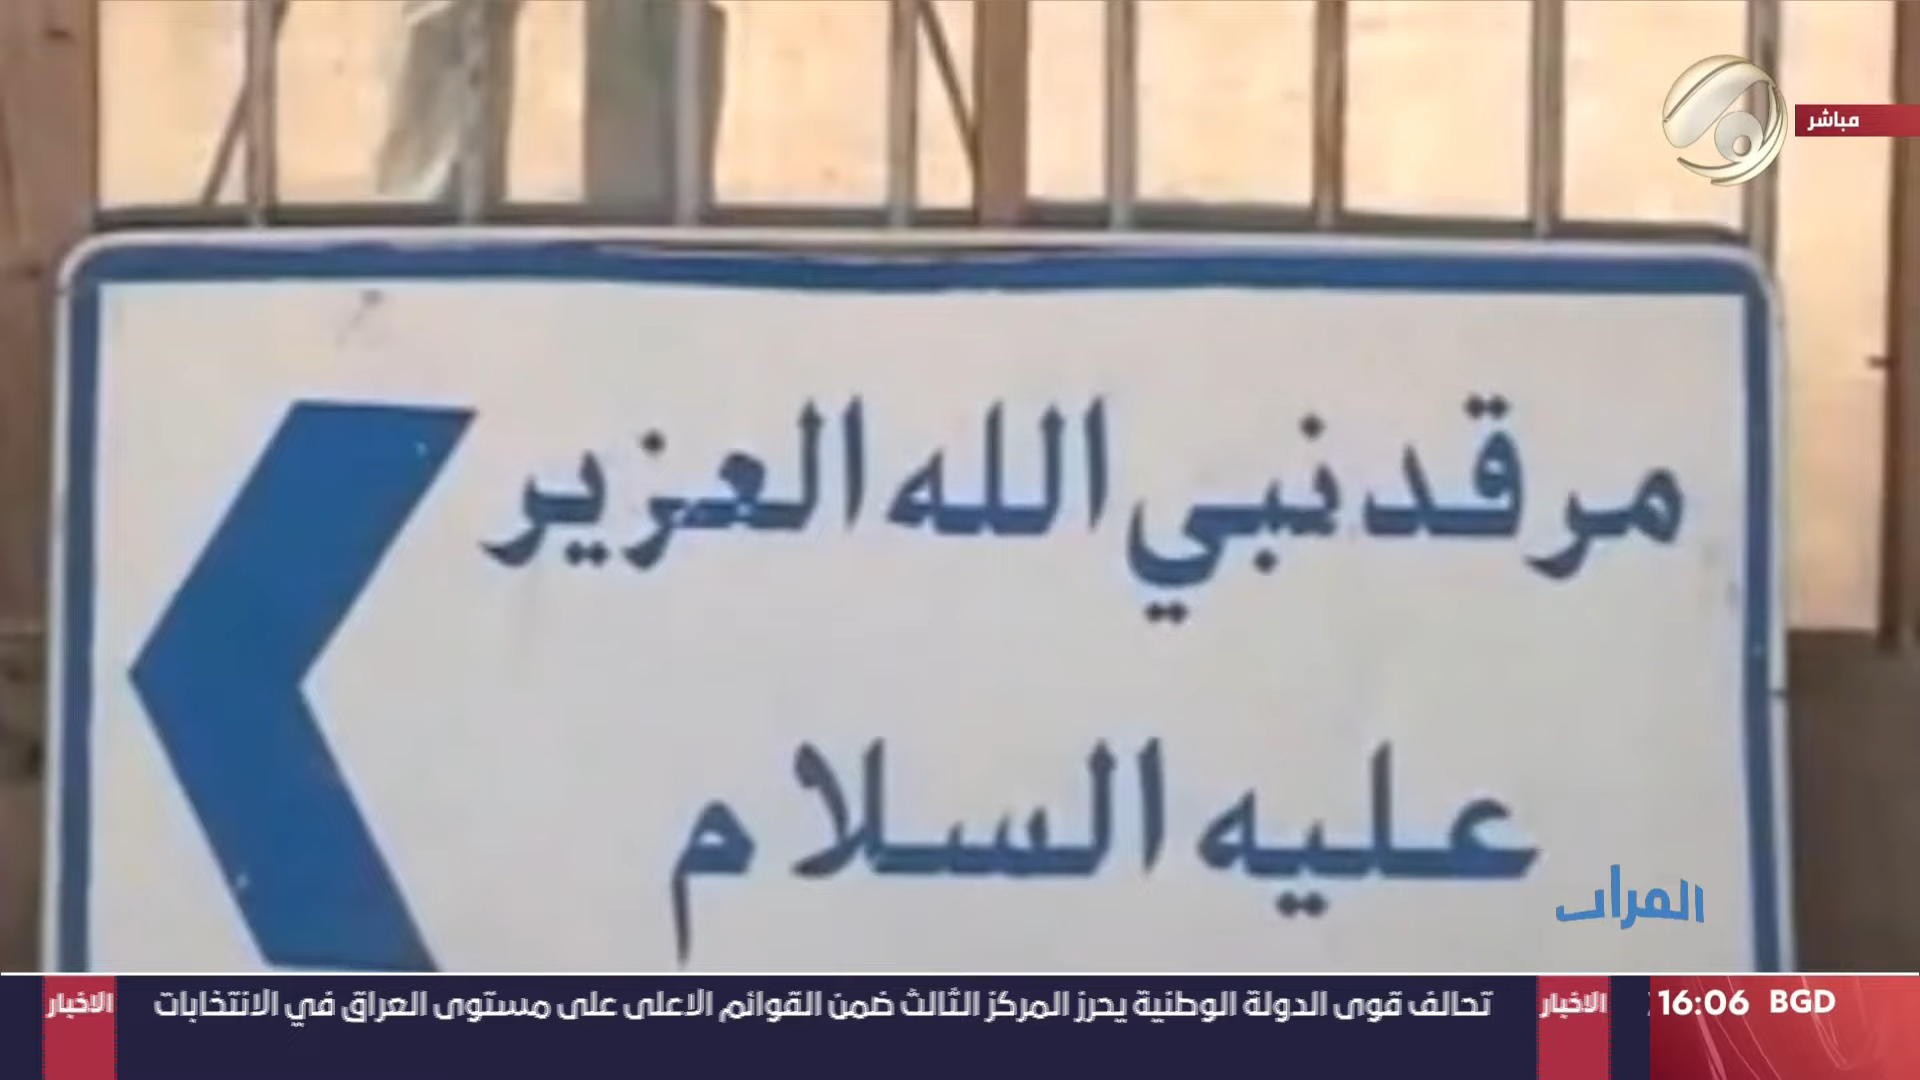 مباشر
مرقد نبي الله العزير
عليه السلام
الاخبار
تحالف قوى الدولة الوطنية يحرز المركز الثالث ضمن القوائم الاعلى على مستوى العراق في الانتخابات
الاخبار
16:06 BGD